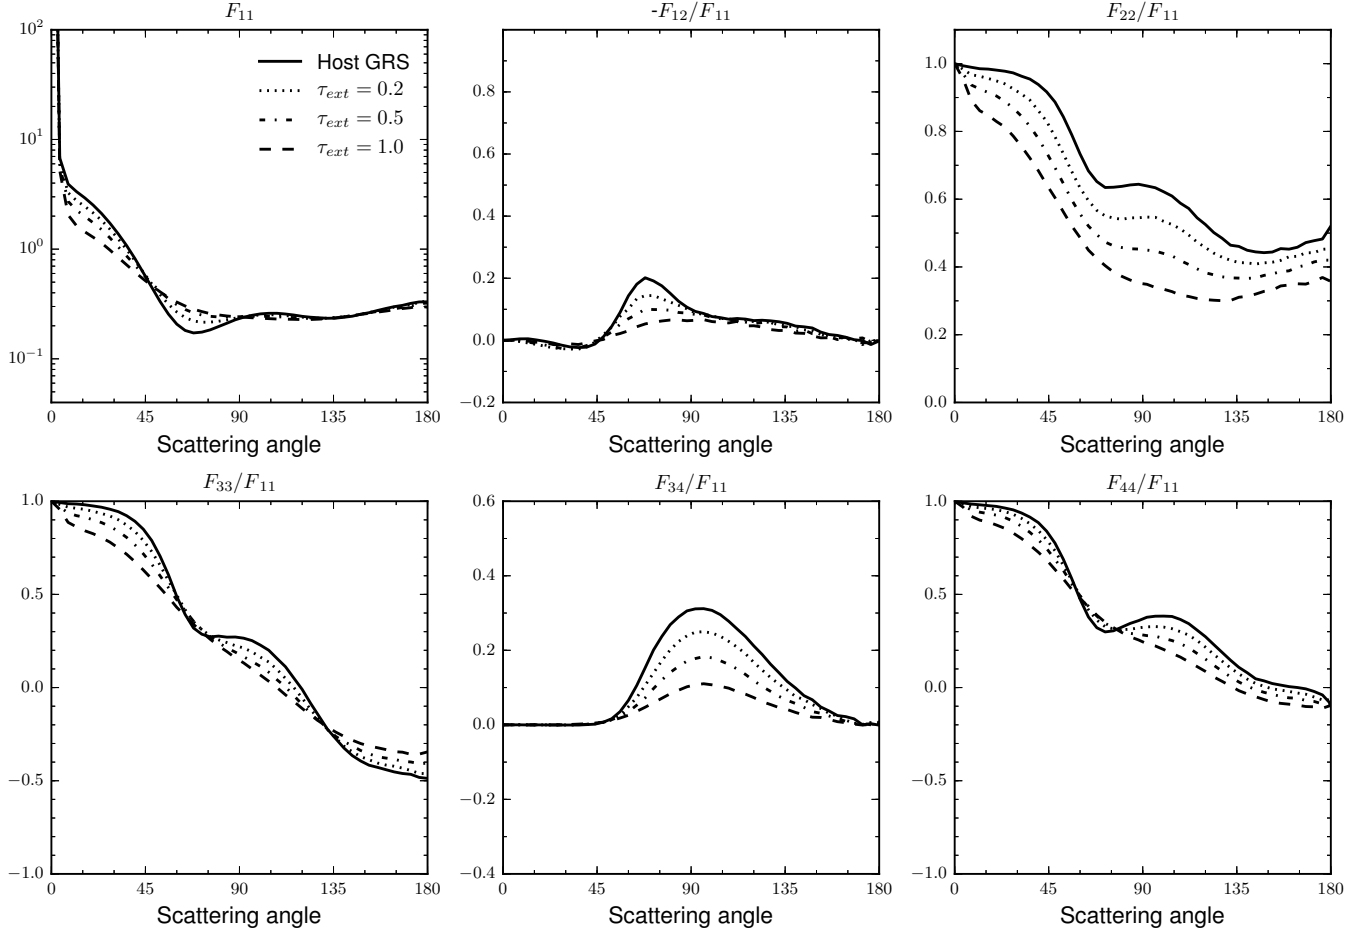 F11
-F12/F11
F22/F11
10^2
10^1
10^0
10^−1
Host GRS
τext = 0.2
τext = 0.5
τext = 1.0
0 45 90 135 180
Scattering angle
0.8
0.6
0.4
0.2
0.0
−0.2
0 45 90 135 180
Scattering angle
1.0
0.8
0.6
0.4
0.2
0.0
0 45 90 135 180
Scattering angle
F33/F11
F34/F11
F44/F11
1.0
0.5
0.0
−0.5
−1.0
0 45 90 135 180
Scattering angle
0.6
0.4
0.2
0.0
−0.2
−0.4
0 45 90 135 180
Scattering angle
1.0
0.5
0.0
−0.5
−1.0
0 45 90 135 180
Scattering angle